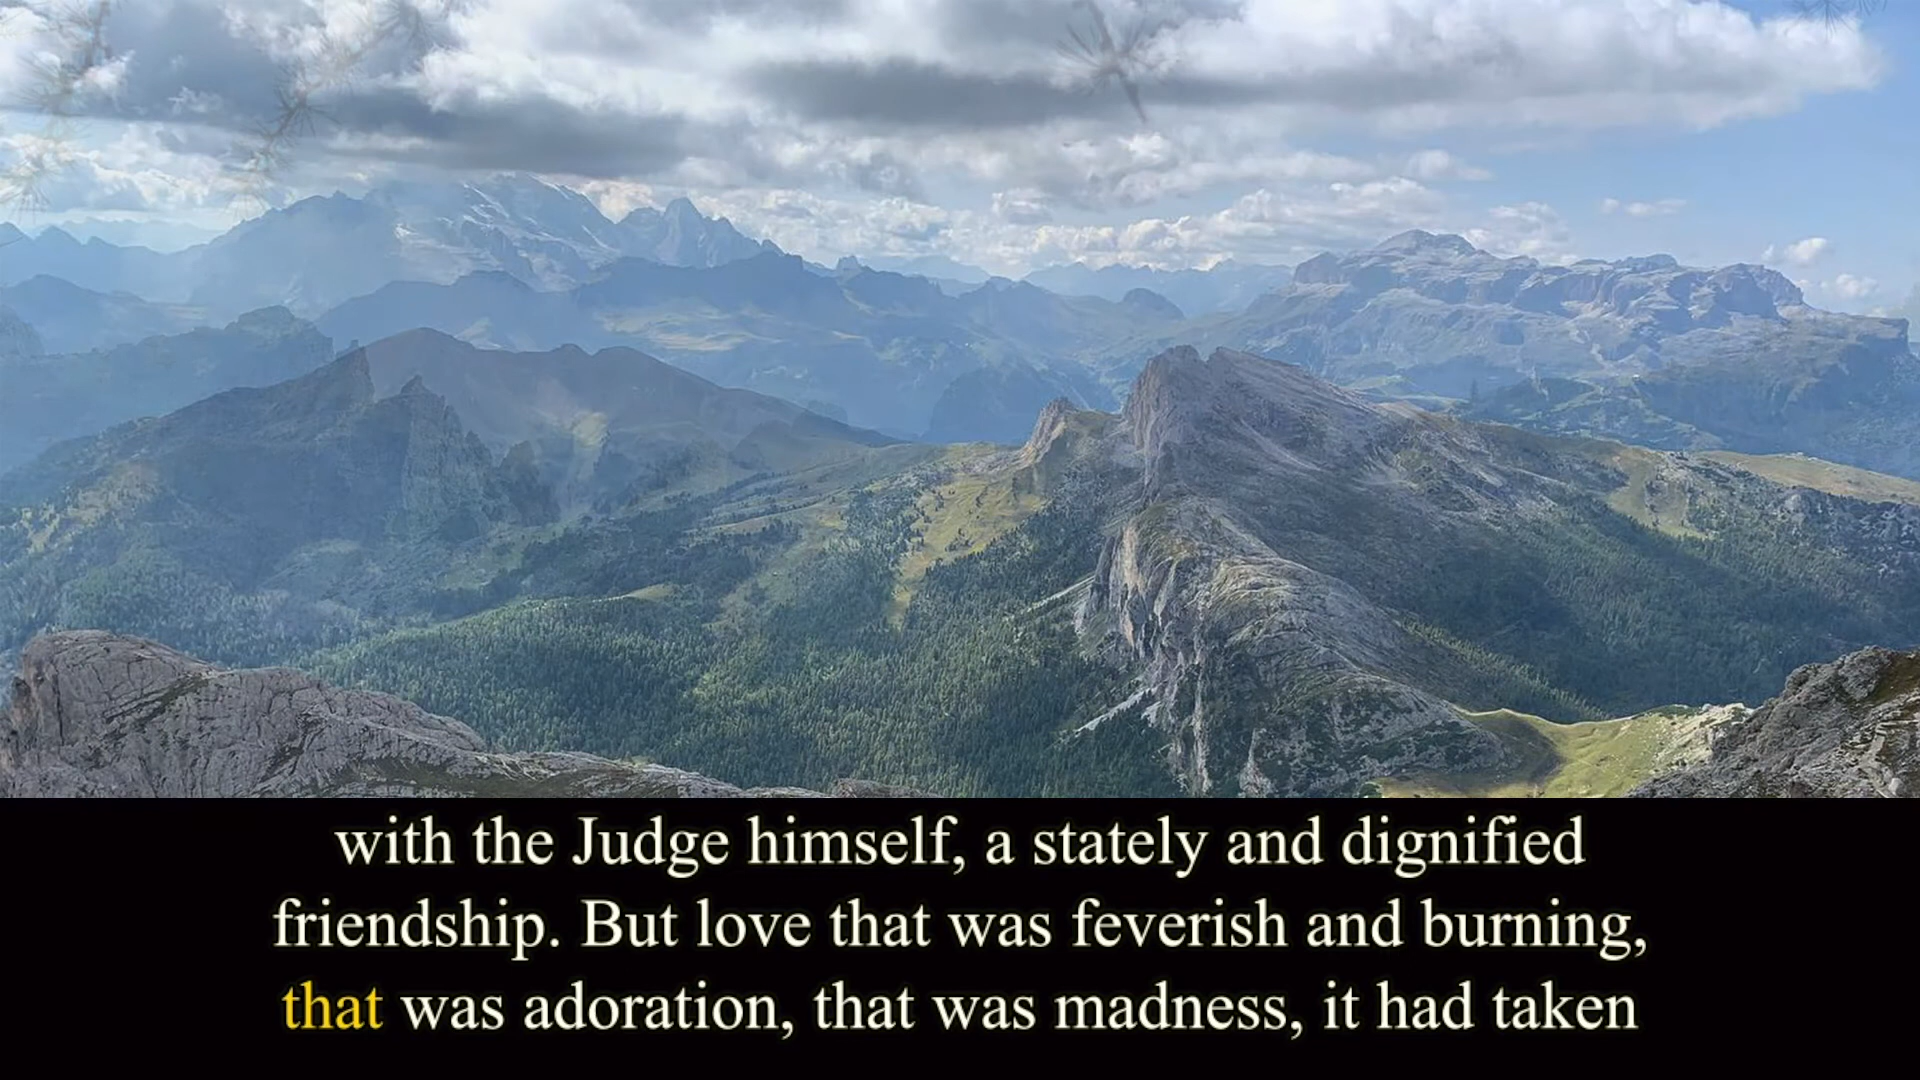 with the Judge himself, a stately and dignified
friendship. But love that was feverish and burning,
that was adoration, that was madness, it had taken